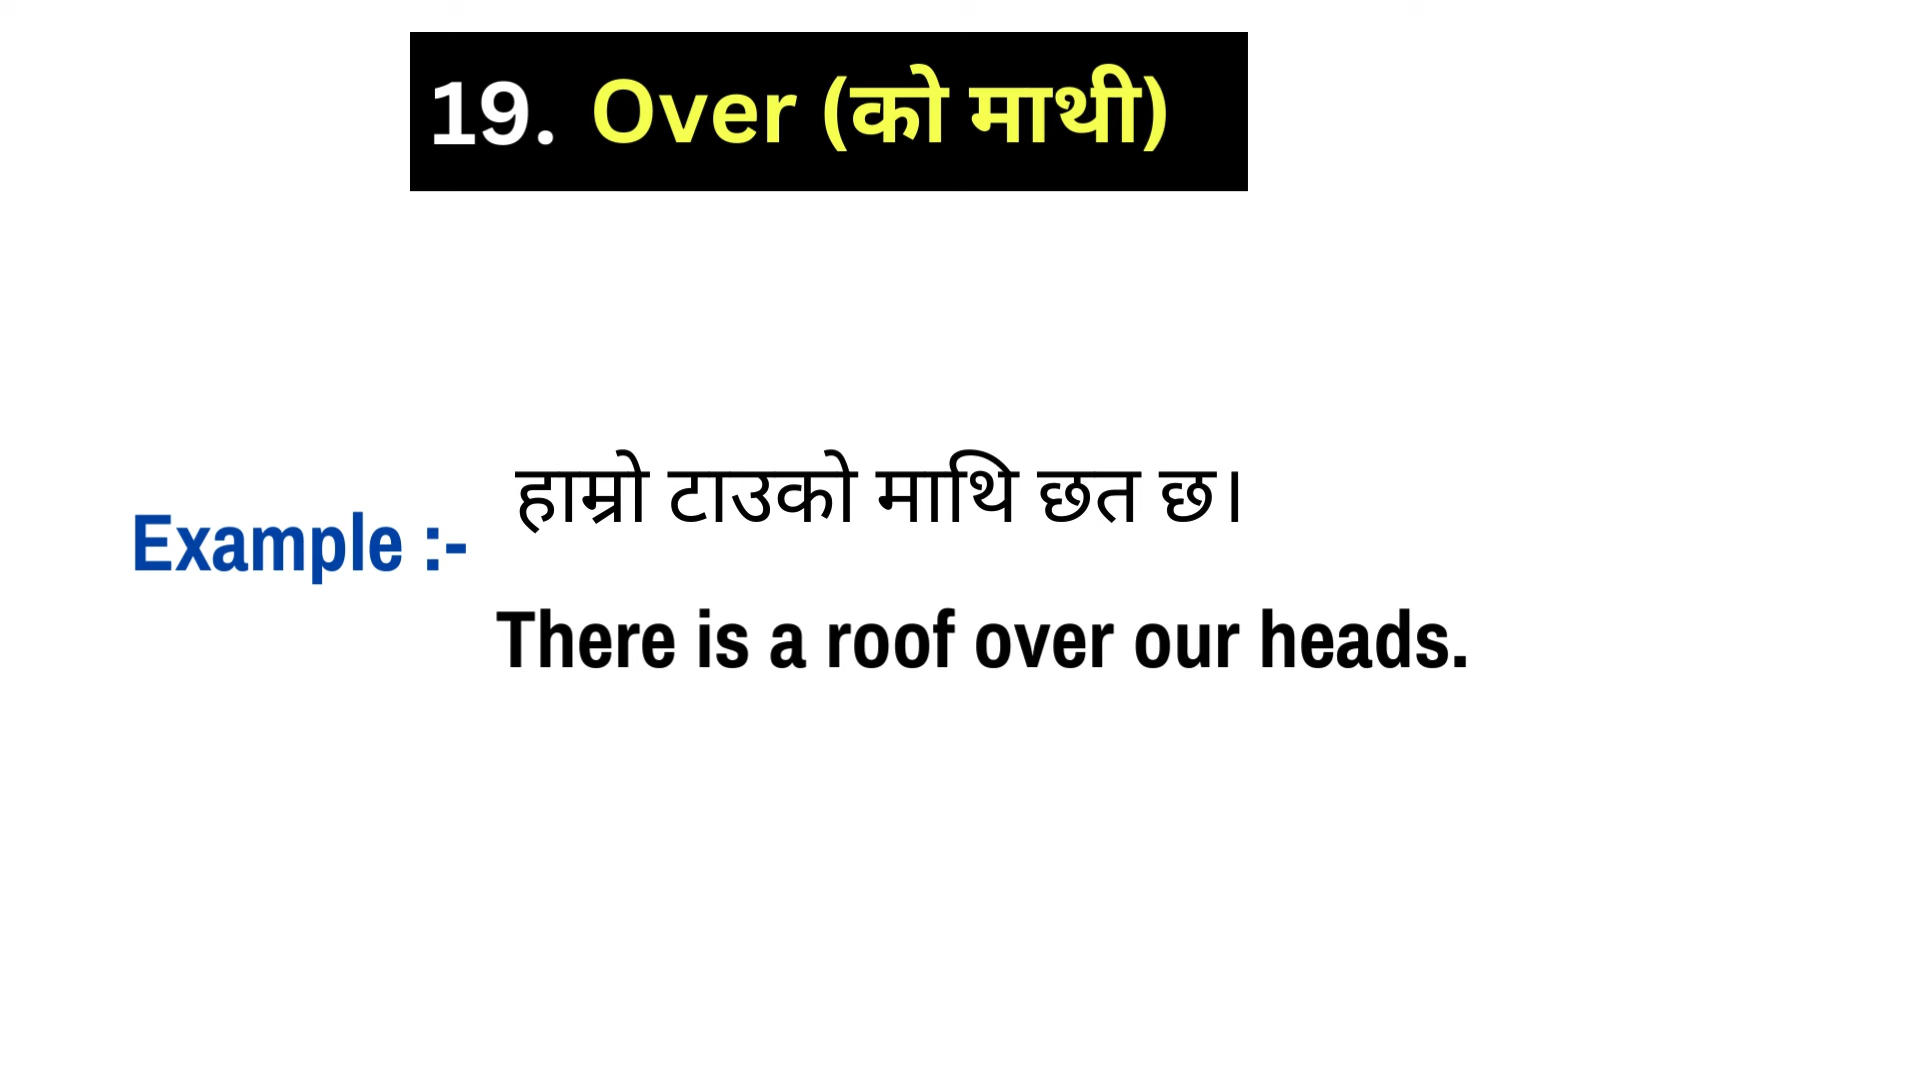 19. Over (को माथी)
हाम्रो टाउको माथि छत छ।
Example :-
There is a roof over our heads.